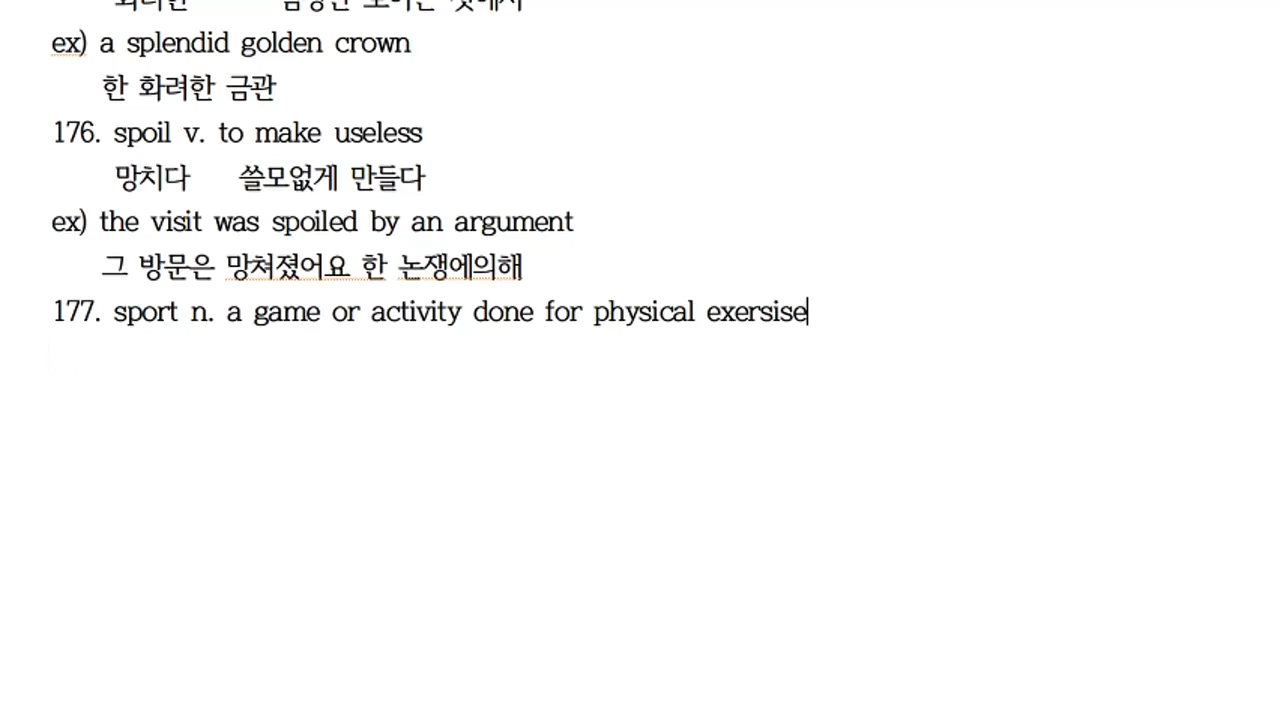 ex) a splendid golden crown
한 화려한 금관
176. spoil v. to make useless
망치다 쓸모없게 만들다
ex) the visit was spoiled by an argument
그 방문은 망쳐졌어요 한 논쟁에의해
177. sport n. a game or activity done for physical exersise